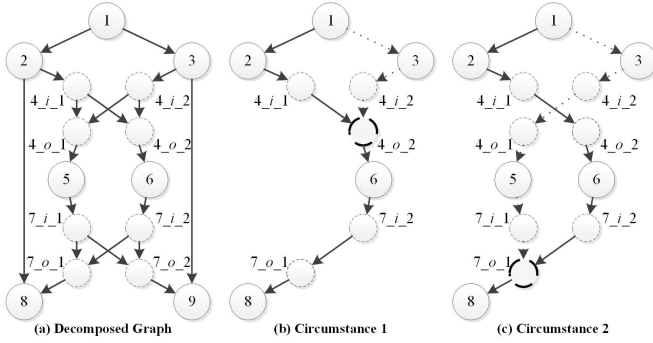 1
2
3
4_i_1
4_i_2
4_o_1
4_o_2
5
6
7_i_1
7_i_2
7_o_1
7_o_2
8
9
(a) Decomposed Graph
1
2
3
4_i_1
4_i_2
4_o_2
6
7_i_2
7_o_1
8
(b) Circumstance 1
1
2
3
4_i_1
4_i_2
4_o_1
4_o_2
5
6
7_i_1
7_i_2
7_o_1
8
(c) Circumstance 2